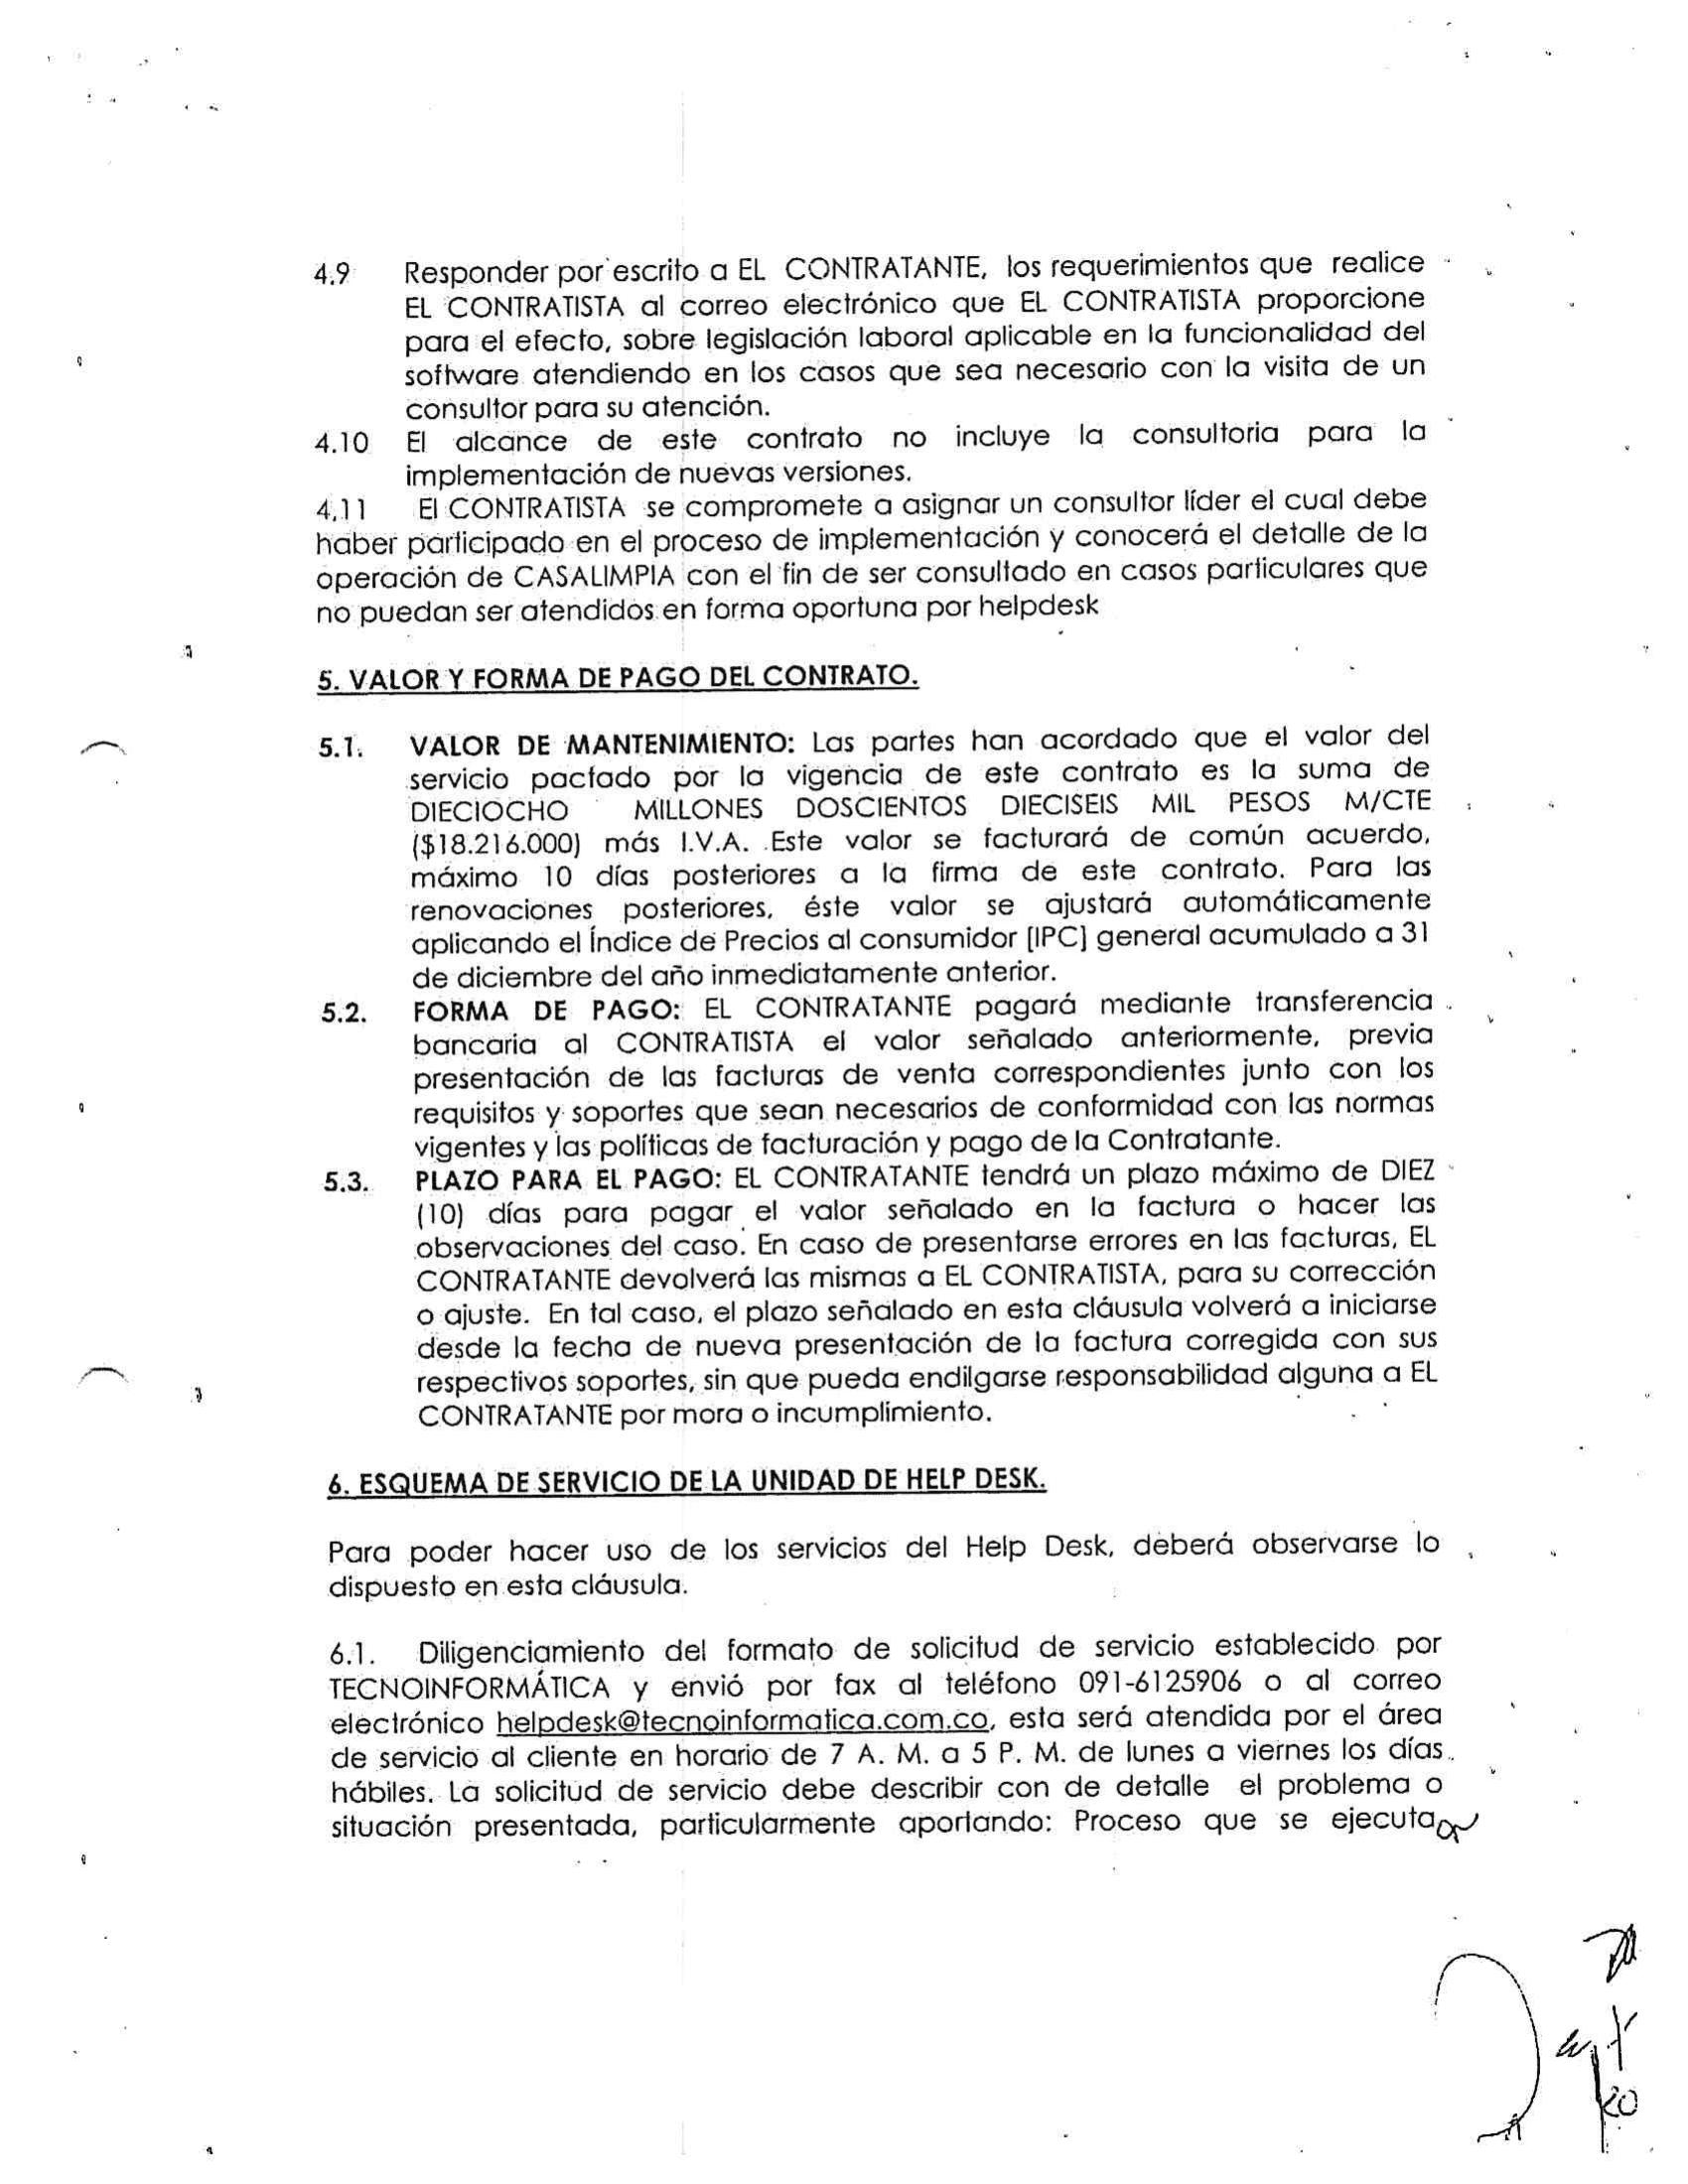 4.9 Responder por escrito a EL CONTRATANTE, los requerimientos que realice
EL CONTRATISTA al correo electrónico que EL CONTRATISTA proporcione
para el efecto, sobre legislación laboral aplicable en la funcionalidad del
software atendiendo en los casos que sea necesario con la visita de un
consultor para su atención.
4.10 El alcance de este contrato no incluye la consultoria para la
implementación de nuevas versiones.
4.11 El CONTRATISTA se compromete a asignar un consultor líder el cual debe
haber participado en el proceso de implementación y conocerá el detalle de la
operación de CASALIMPIA con el fin de ser consultado en casos particulares que
no puedan ser atendidos en forma oportuna por helpdesk
5. VALOR Y FORMA DE PAGO DEL CONTRATO.
5.1. VALOR DE MANTENIMIENTO: Las partes han acordado que el valor del
servicio pactado por la vigencia de este contrato es la suma de
DIECIOCHO MILLONES DOSCIENTOS DIECISEIS MIL PESOS M/CTE
($18.216.000) más I.V.A. Este valor se facturará de común acuerdo,
máximo 10 días posteriores a la firma de este contrato. Para las
renovaciones posteriores, éste valor se ajustará automáticamente
aplicando el Índice de Precios al consumidor [IPC] general acumulado a 31
de diciembre del año inmediatamente anterior.
5.2. FORMA DE PAGO: EL CONTRATANTE pagará mediante transferencia
bancaria al CONTRATISTA el valor señalado anteriormente, previa
presentación de las facturas de venta correspondientes junto con los
requisitos y soportes que sean necesarios de conformidad con las normas
vigentes y las políticas de facturación y pago de la Contratante.
5.3. PLAZO PARA EL PAGO: EL CONTRATANTE tendrá un plazo máximo de DIEZ
(10) días para pagar el valor señalado en la factura o hacer las
observaciones del caso. En caso de presentarse errores en las facturas, EL
CONTRATANTE devolverá las mismas a EL CONTRATISTA, para su corrección
o ajuste. En tal caso, el plazo señalado en esta cláusula volverá a iniciarse
desde la fecha de nueva presentación de la factura corregida con sus
respectivos soportes, sin que pueda endilgarse responsabilidad alguna a EL
CONTRATANTE por mora o incumplimiento.
6. ESQUEMA DE SERVICIO DE LA UNIDAD DE HELP DESK.
Para poder hacer uso de los servicios del Help Desk, deberá observarse lo
dispuesto en esta cláusula.
6.1. Diligenciamiento del formato de solicitud de servicio establecido por
TECNOINFORMÁTICA y envió por fax al teléfono 091-6125906 o al correo
electrónico helpdesk@tecnoinformatica.com.co, esta será atendida por el área
de servicio al cliente en horario de 7 A. M. a 5 P. M. de lunes a viernes los días
hábiles. La solicitud de servicio debe describir con de detalle el problema o
situación presentada, particularmente aportando: Proceso que se ejecuta